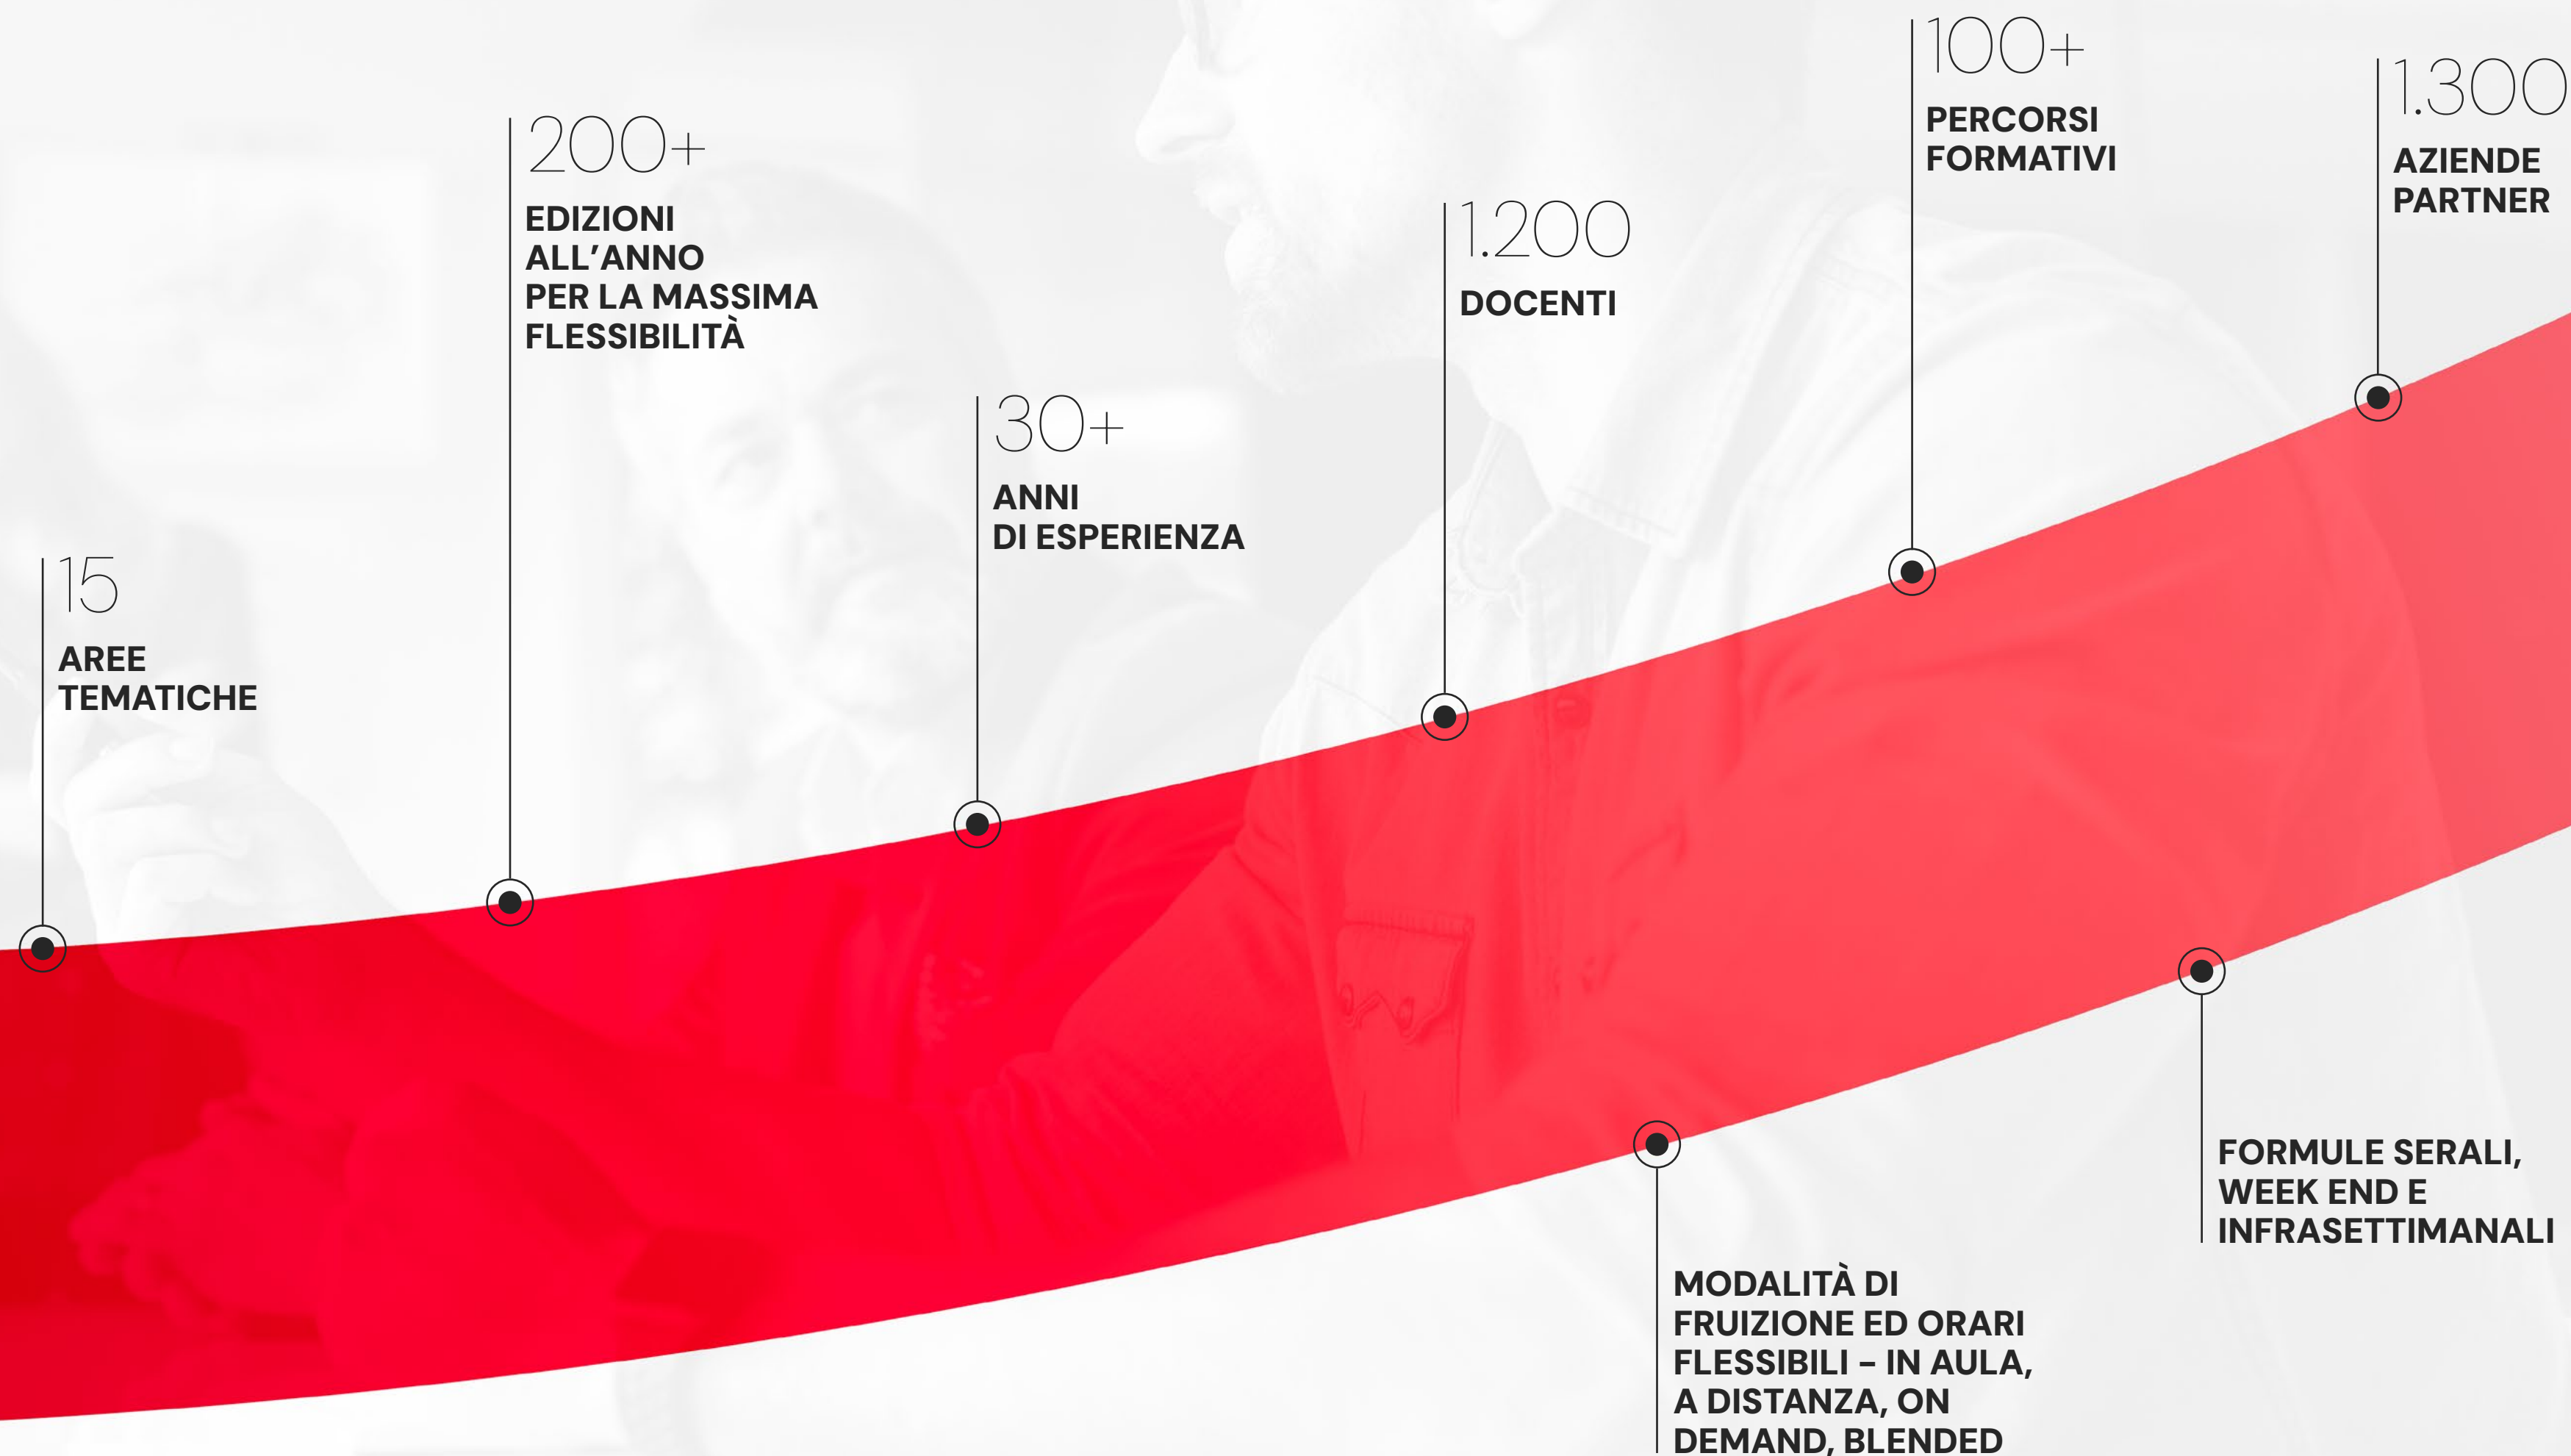 15
AREE
TEMATICHE
200+
EDIZIONI
ALL’ANNO
PER LA MASSIMA
FLESSIBILITÀ
30+
ANNI
DI ESPERIENZA
1.200
DOCENTI
100+
PERCORSI
FORMATIVI
1.300
AZIENDE
PARTNER
MODALITÀ DI
FRUIZIONE ED ORARI
FLESSIBILI – IN AULA,
A DISTANZA, ON
DEMAND, BLENDED
FORMULE SERALI,
WEEK END E
INFRASETTIMANALI